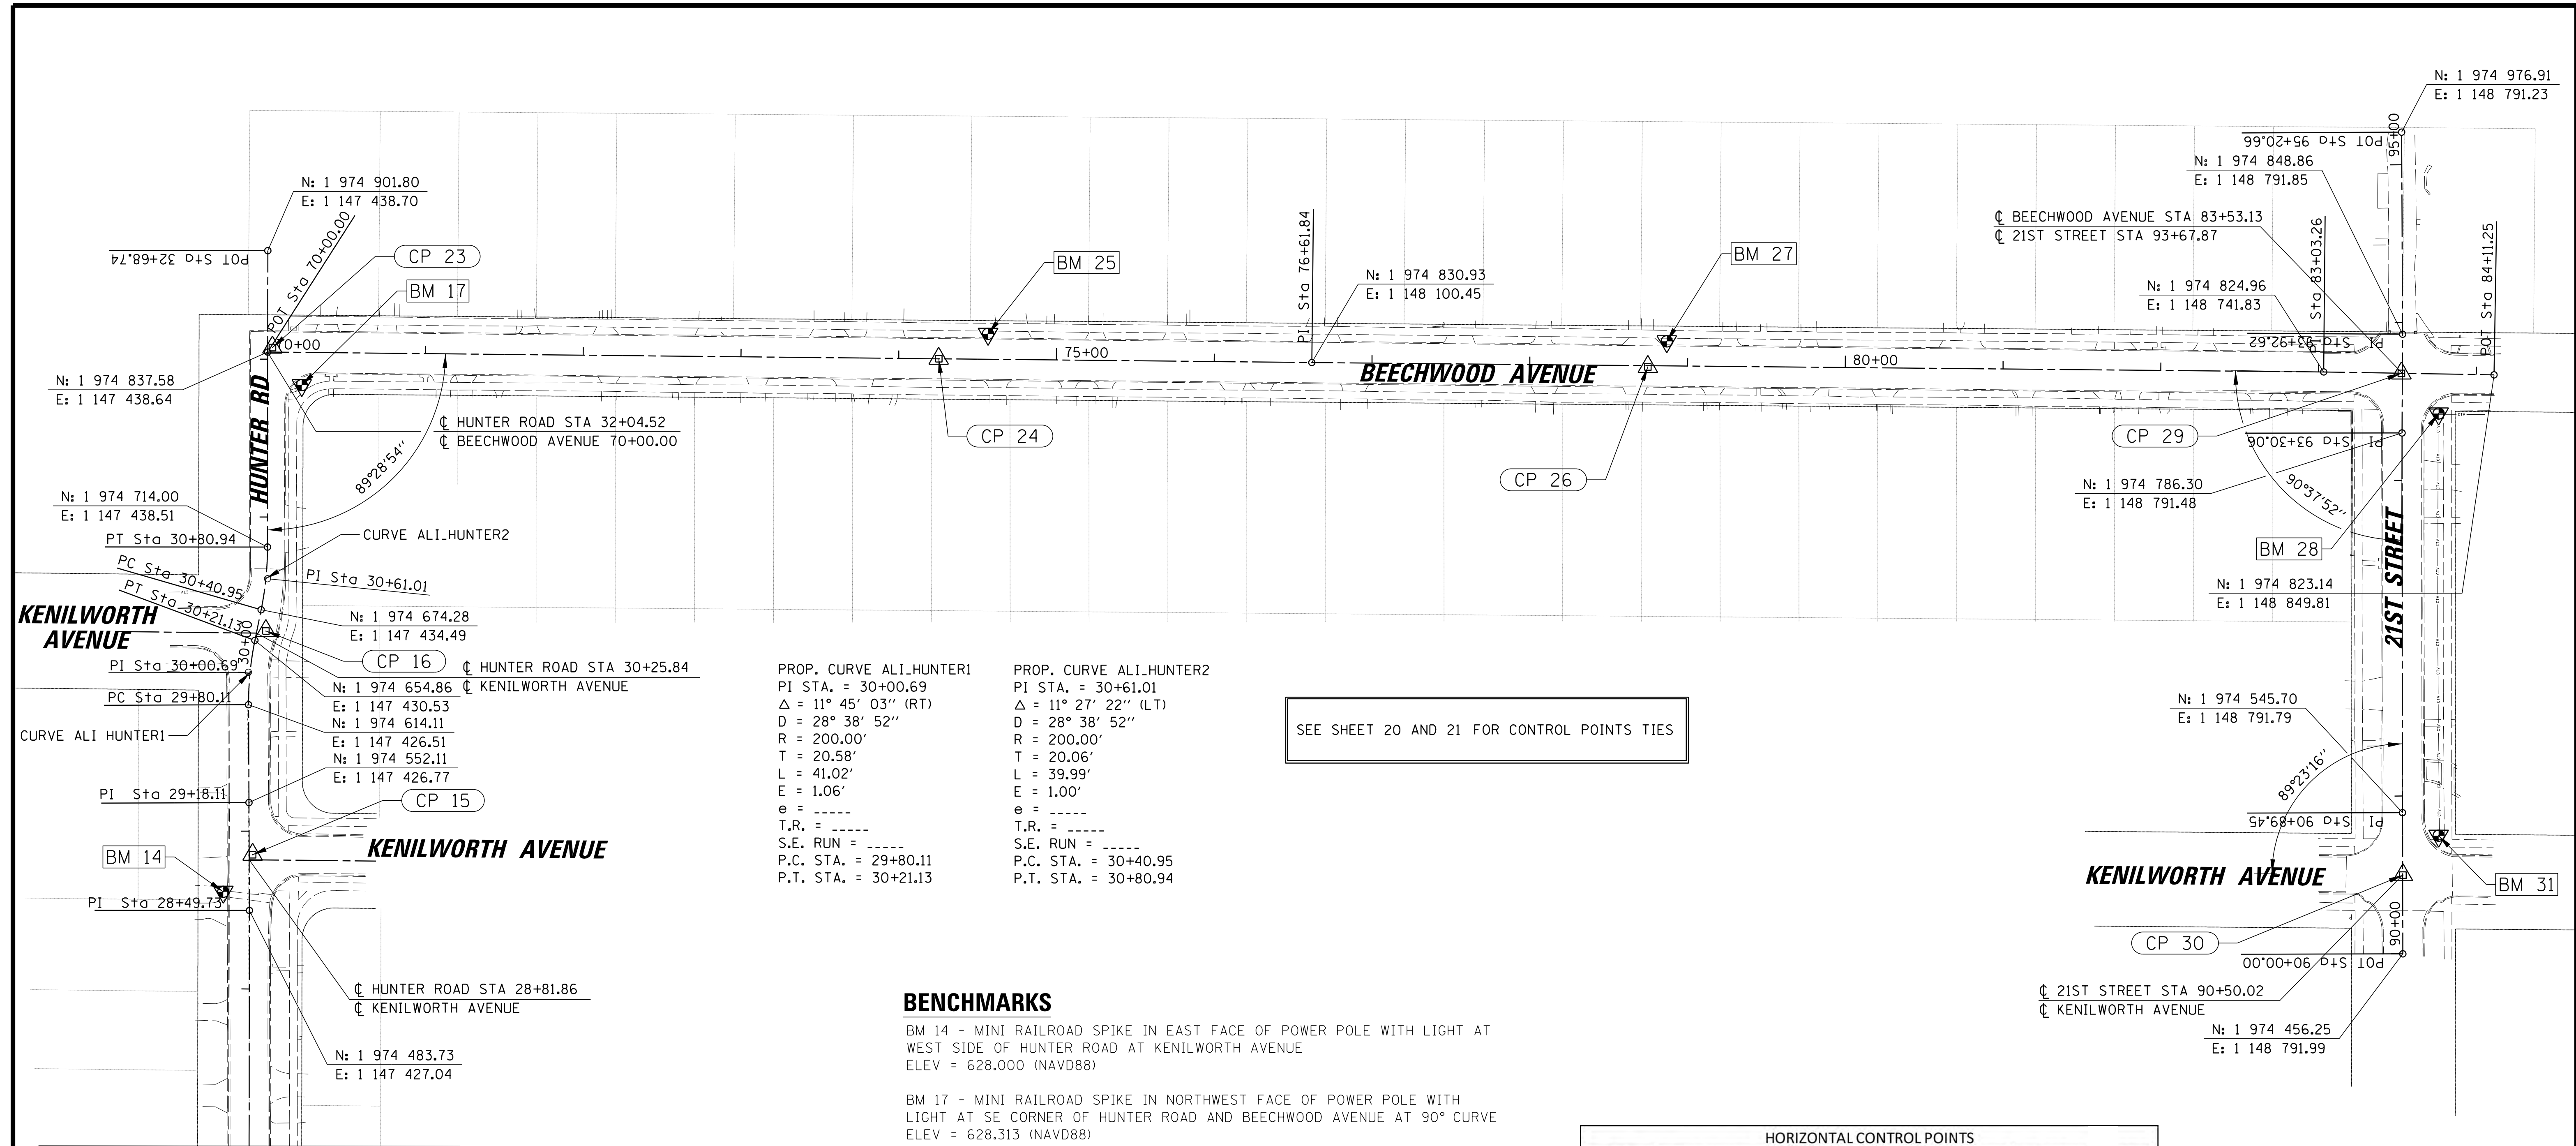 N: 1 974 976.91
E: 1 148 791.23
95+00
POT Sta 95+20.66
N: 1 974 848.86
E: 1 148 791.85
N: 1 974 901.80
E: 1 147 438.70
POT Sta 32+68.74
POT Sta 70+00.00
CP 23
BM 17
BM 25
PI Sta 76+61.84
N: 1 974 830.93
E: 1 148 100.45
BM 27
℄ BEECHWOOD AVENUE STA 83+53.13
℄ 21ST STREET STA 93+67.87
N: 1 974 824.96
E: 1 148 741.83
Sta 83+03.26
POT Sta 84+11.25
PI Sta 93+92.62
70+00
75+00
80+00
BEECHWOOD AVENUE
N: 1 974 837.58
E: 1 147 438.64
HUNTER RD
℄ HUNTER ROAD STA 32+04.52
℄ BEECHWOOD AVENUE 70+00.00
89°28'54''
CP 24
CP 26
CP 29
PI Sta 93+30.06
N: 1 974 786.30
E: 1 148 791.48
90°37'52''
BM 28
21ST STREET
N: 1 974 823.14
E: 1 148 849.81
N: 1 974 714.00
E: 1 147 438.51
PT Sta 30+80.94
CURVE ALI_HUNTER2
PC Sta 30+40.95
PI Sta 30+61.01
PT Sta 30+21.13
KENILWORTH
AVENUE
30+00
N: 1 974 674.28
E: 1 147 434.49
CP 16
℄ HUNTER ROAD STA 30+25.84
℄ KENILWORTH AVENUE
PI Sta 30+00.69
N: 1 974 654.86
E: 1 147 430.53
PC Sta 29+80.11
N: 1 974 614.11
E: 1 147 426.51
CURVE ALI HUNTER1
N: 1 974 552.11
E: 1 147 426.77
PI Sta 29+18.11
CP 15
BM 14
KENILWORTH AVENUE
PI Sta 28+49.73
℄ HUNTER ROAD STA 28+81.86
℄ KENILWORTH AVENUE
N: 1 974 483.73
E: 1 147 427.04
PROP. CURVE ALI_HUNTER1
PI STA. = 30+00.69
Δ = 11° 45' 03'' (RT)
D = 28° 38' 52''
R = 200.00'
T = 20.58'
L = 41.02'
E = 1.06'
e = _____
T.R. = _____
S.E. RUN = _____
P.C. STA. = 29+80.11
P.T. STA. = 30+21.13
PROP. CURVE ALI_HUNTER2
PI STA. = 30+61.01
Δ = 11° 27' 22'' (LT)
D = 28° 38' 52''
R = 200.00'
T = 20.06'
L = 39.99'
E = 1.00'
e = _____
T.R. = _____
S.E. RUN = _____
P.C. STA. = 30+40.95
P.T. STA. = 30+80.94
SEE SHEET 20 AND 21 FOR CONTROL POINTS TIES
N: 1 974 545.70
E: 1 148 791.79
89°23'16''
PI Sta 90+89.45
KENILWORTH AVENUE
BM 31
CP 30
90+00
POT Sta 90+00.00
℄ 21ST STREET STA 90+50.02
℄ KENILWORTH AVENUE
N: 1 974 456.25
E: 1 148 791.99
BENCHMARKS
BM 14 - MINI RAILROAD SPIKE IN EAST FACE OF POWER POLE WITH LIGHT AT
WEST SIDE OF HUNTER ROAD AT KENILWORTH AVENUE
ELEV = 628.000 (NAVD88)
BM 17 - MINI RAILROAD SPIKE IN NORTHWEST FACE OF POWER POLE WITH
LIGHT AT SE CORNER OF HUNTER ROAD AND BEECHWOOD AVENUE AT 90° CURVE
ELEV = 628.313 (NAVD88)
HORIZONTAL CONTROL POINTS